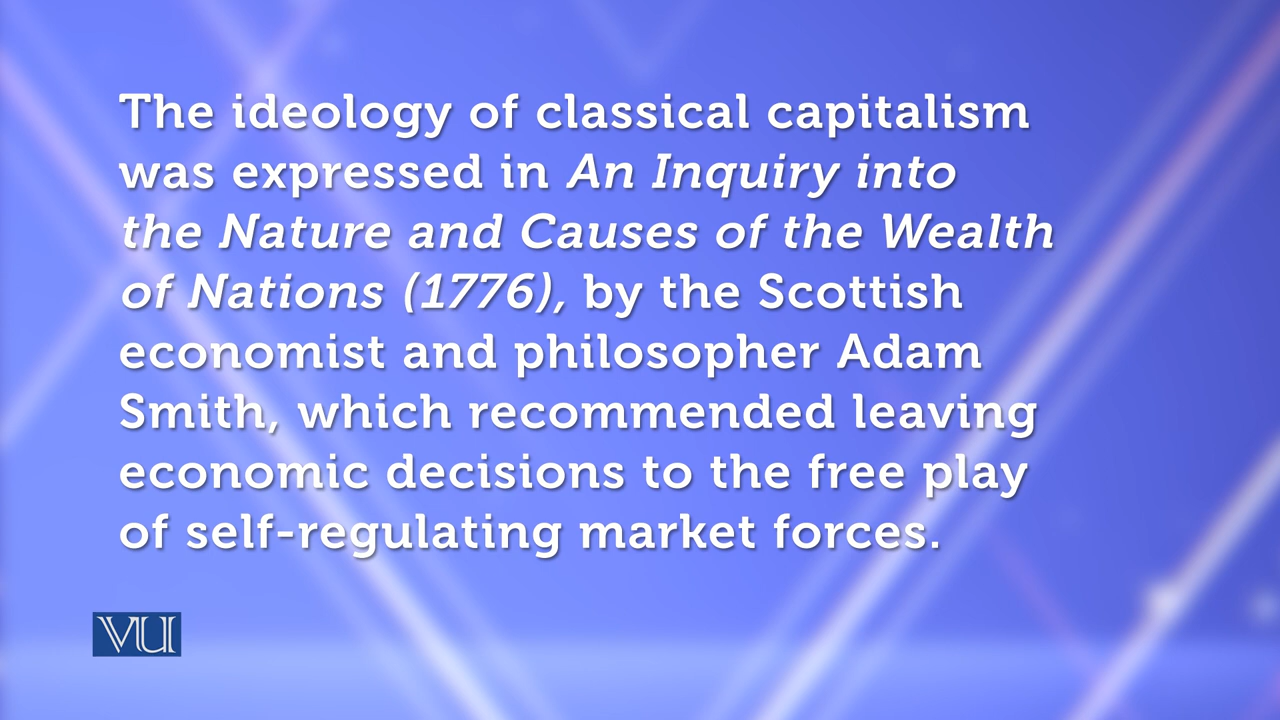 The ideology of classical capitalism
was expressed in An Inquiry into
the Nature and Causes of the Wealth
of Nations (1776), by the Scottish
economist and philosopher Adam
Smith, which recommended leaving
economic decisions to the free play
of self-regulating market forces.
VU